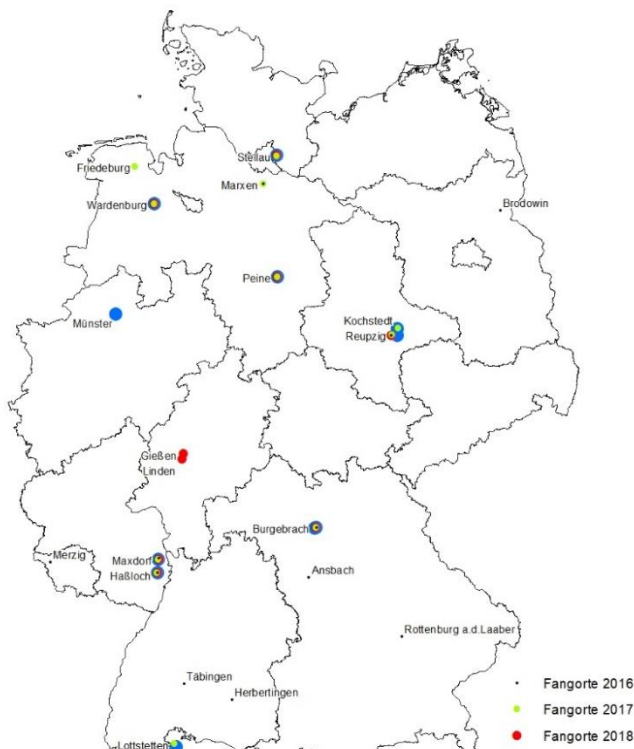 Stellau
Friedeburg
Marxen
Wardenburg
Brodowin
Peine
Münster
Kochstedt
Reupzig
Gießen
Linden
Burgebrach
Maxdorf
Merzig
Haßloch
Ansbach
Rottenburg a.d.Laaber
Täbingen
Herbertingen
Lottstetten
Fangorte 2016
Fangorte 2017
Fangorte 2018